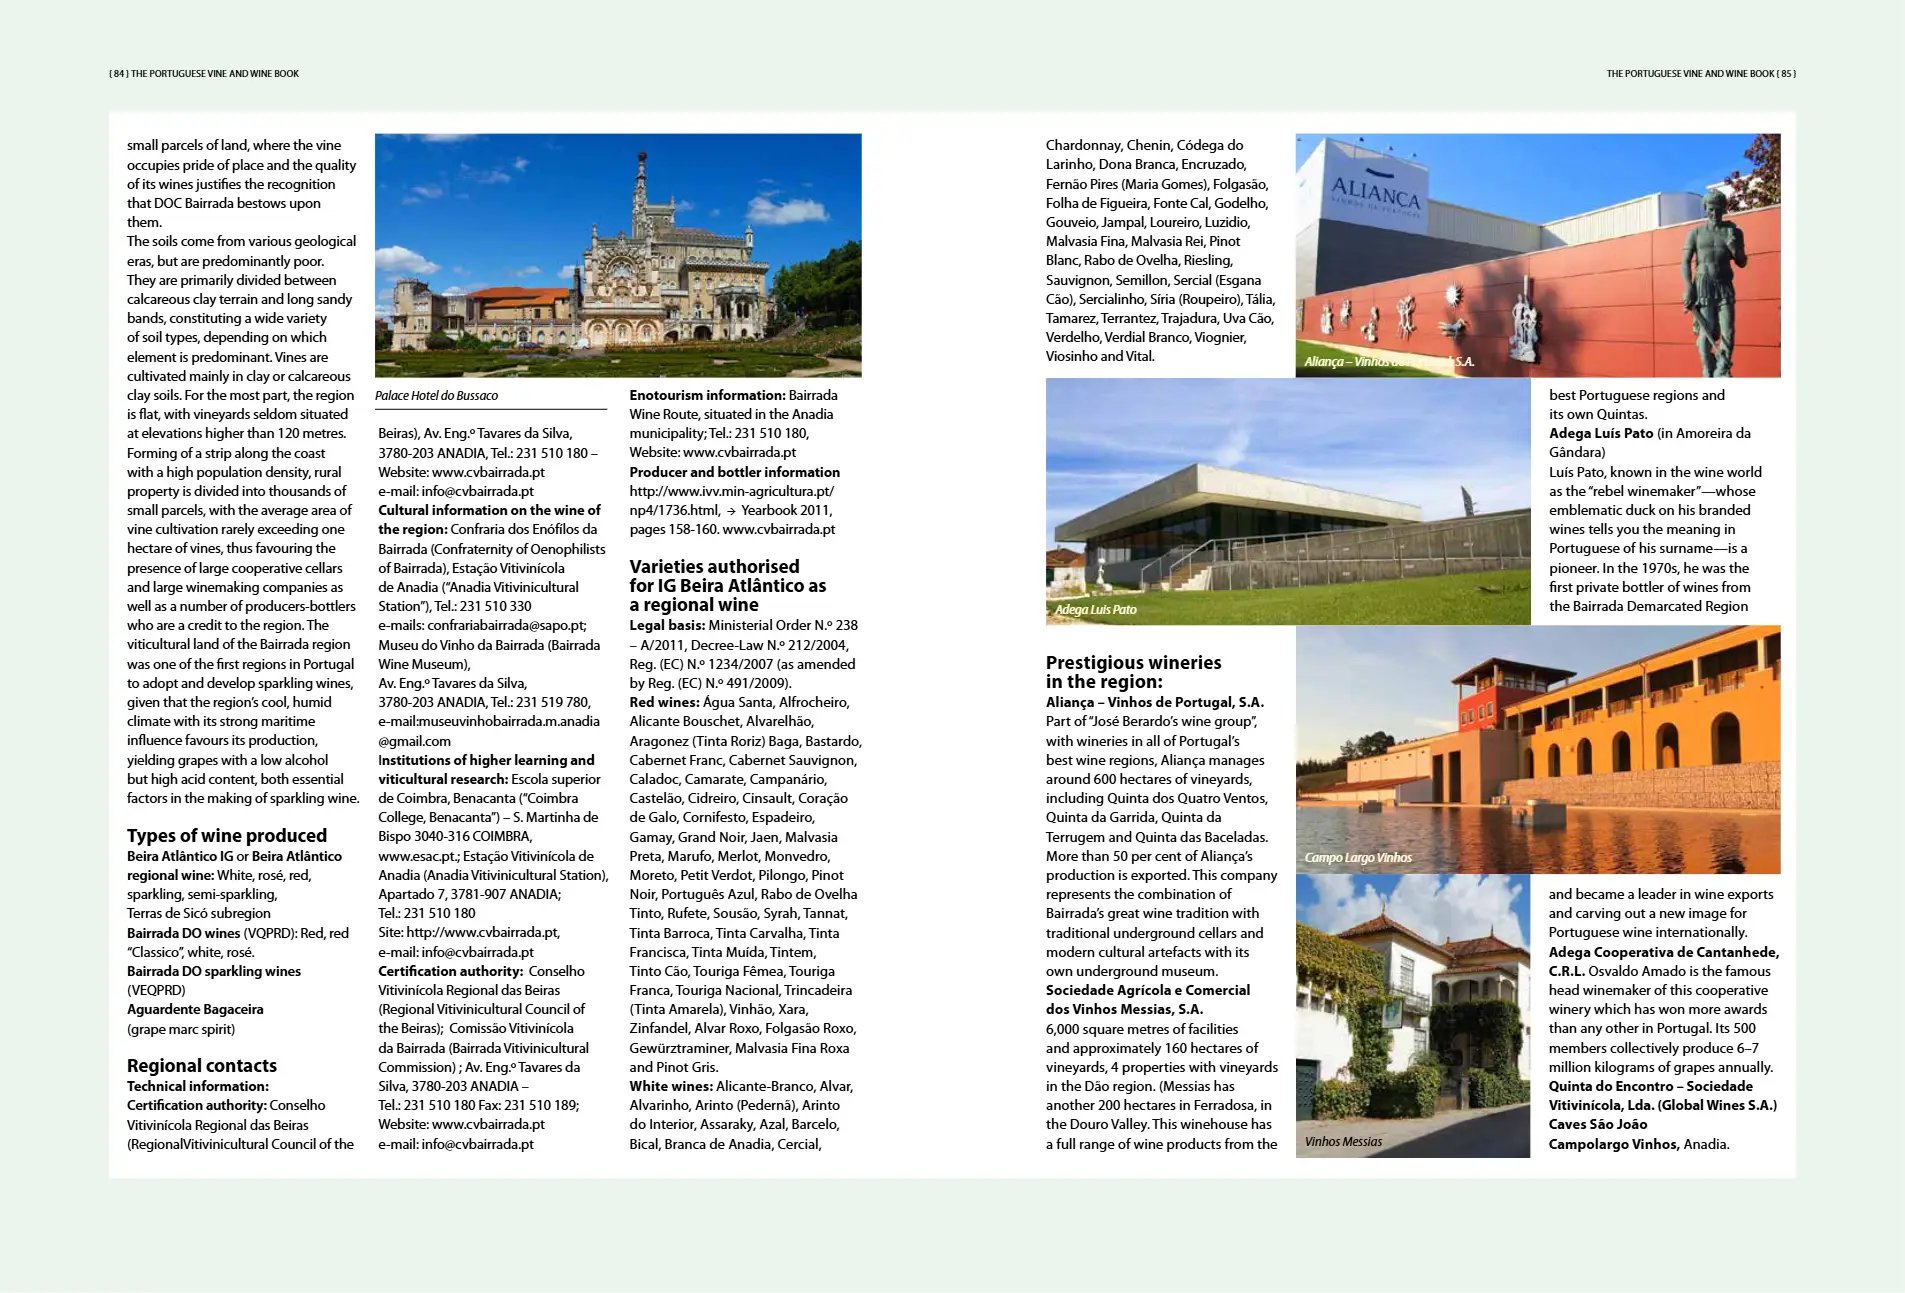 { 84 } THE PORTUGUESE VINE AND WINE BOOK
THE PORTUGUESE VINE AND WINE BOOK { 85 }
small parcels of land, where the vine
occupies pride of place and the quality
of its wines justifies the recognition
that DOC Bairrada bestows upon
them.
The soils come from various geological
eras, but are predominantly poor.
They are primarily divided between
calcareous clay terrain and long sandy
bands, constituting a wide variety
of soil types, depending on which
element is predominant. Vines are
cultivated mainly in clay or calcareous
clay soils. For the most part, the region
is flat, with vineyards seldom situated
at elevations higher than 120 metres.
Forming of a strip along the coast
with a high population density, rural
property is divided into thousands of
small parcels, with the average area of
vine cultivation rarely exceeding one
hectare of vines, thus favouring the
presence of large cooperative cellars
and large winemaking companies as
well as a number of producers-bottlers
who are a credit to the region. The
viticultural land of the Bairrada region
was one of the first regions in Portugal
to adopt and develop sparkling wines,
given that the region's cool, humid
climate with its strong maritime
influence favours its production,
yielding grapes with a low alcohol
but high acid content, both essential
factors in the making of sparkling wine.
Types of wine produced
Beira Atlântico IG or Beira Atlântico
regional wine: White, rosé, red,
sparkling, semi-sparkling,
Terras de Sicó subregion
Bairrada DO wines (VQPRD): Red, red
"Classico", white, rosé.
Bairrada DO sparkling wines
(VEQPRD)
Aguardente Bagaceira
(grape marc spirit)
Regional contacts
Technical information:
Certification authority: Conselho
Vitivinícola Regional das Beiras
(RegionalVitivinicultural Council of the
Palace Hotel do Bussaco
Beiras), Av. Eng.º Tavares da Silva,
3780-203 ANADIA, Tel.: 231 510 180 –
Website: www.cvbairrada.pt
e-mail: info@cvbairrada.pt
Cultural information on the wine of
the region: Confraria dos Enófilos da
Bairrada (Confraternity of Oenophilists
of Bairrada), Estação Vitivinícola
de Anadia ("Anadia Vitivinicultural
Station"), Tel.: 231 510 330
e-mails: confrariabairrada@sapo.pt;
Museu do Vinho da Bairrada (Bairrada
Wine Museum),
Av. Eng.º Tavares da Silva,
3780-203 ANADIA, Tel.: 231 519 780,
e-mail:museuvinhobairrada.m.anadia
@gmail.com
Institutions of higher learning and
viticultural research: Escola superior
de Coimbra, Benacanta ("Coimbra
College, Benacanta") – S. Martinha de
Bispo 3040-316 COIMBRA,
www.esac.pt.; Estação Vitivinícola de
Anadia (Anadia Vitivinicultural Station),
Apartado 7, 3781-907 ANADIA;
Tel.: 231 510 180
Site: http://www.cvbairrada.pt,
e-mail: info@cvbairrada.pt
Certification authority: Conselho
Vitivinícola Regional das Beiras
(Regional Vitivinicultural Council of
the Beiras); Comissão Vitivinícola
da Bairrada (Bairrada Vitivinicultural
Commission) ; Av. Eng.º Tavares da
Silva, 3780-203 ANADIA –
Tel.: 231 510 180 Fax: 231 510 189;
Website: www.cvbairrada.pt
e-mail: info@cvbairrada.pt
Enotourism information: Bairrada
Wine Route, situated in the Anadia
municipality; Tel.: 231 510 180,
Website: www.cvbairrada.pt
Producer and bottler information
http://www.ivv.min-agricultura.pt/
np4/1736.html, → Yearbook 2011,
pages 158-160. www.cvbairrada.pt
Varieties authorised
for IG Beira Atlântico as
a regional wine
Legal basis: Ministerial Order N.º 238
– A/2011, Decree-Law N.º 212/2004,
Reg. (EC) N.º 1234/2007 (as amended
by Reg. (EC) N.º 491/2009).
Red wines: Água Santa, Alfrocheiro,
Alicante Bouschet, Alvarelhão,
Aragonez (Tinta Roriz) Baga, Bastardo,
Cabernet Franc, Cabernet Sauvignon,
Caladoc, Camarate, Campanário,
Castelão, Cidreiro, Cinsault, Coração
de Galo, Cornifesto, Espadeiro,
Gamay, Grand Noir, Jaen, Malvasia
Preta, Marufo, Merlot, Monvedro,
Moreto, Petit Verdot, Pilongo, Pinot
Noir, Português Azul, Rabo de Ovelha
Tinto, Rufete, Sousão, Syrah, Tannat,
Tinta Barroca, Tinta Carvalha, Tinta
Francisca, Tinta Muída, Tintem,
Tinto Cão, Touriga Fêmea, Touriga
Franca, Touriga Nacional, Trincadeira
(Tinta Amarela), Vinhão, Xara,
Zinfandel, Alvar Roxo, Folgasão Roxo,
Gewürztraminer, Malvasia Fina Roxa
and Pinot Gris.
White wines: Alicante-Branco, Alvar,
Alvarinho, Arinto (Pedernã), Arinto
do Interior, Assaraky, Azal, Barcelo,
Bical, Branca de Anadia, Cercial,
Chardonnay, Chenin, Códega do
Larinho, Dona Branca, Encruzado,
Fernão Pires (Maria Gomes), Folgasão,
Folha de Figueira, Fonte Cal, Godelho,
Gouveio, Jampal, Loureiro, Luzidio,
Malvasia Fina, Malvasia Rei, Pinot
Blanc, Rabo de Ovelha, Riesling,
Sauvignon, Semillon, Sercial (Esgana
Cão), Sercialinho, Síria (Roupeiro), Tália,
Tamarez, Terrantez, Trajadura, Uva Cão,
Verdelho, Verdial Branco, Viognier,
Viosinho and Vital.
ALIANÇA
VINHOS DE PORTUGAL
Aliança – Vinhos de Portugal, S.A.
Adega Luis Pato
Prestigious wineries
in the region:
Aliança – Vinhos de Portugal, S.A.
Part of "José Berardo's wine group",
with wineries in all of Portugal's
best wine regions, Aliança manages
around 600 hectares of vineyards,
including Quinta dos Quatro Ventos,
Quinta da Garrida, Quinta da
Terrugem and Quinta das Baceladas.
More than 50 per cent of Aliança's
production is exported. This company
represents the combination of
Bairrada's great wine tradition with
traditional underground cellars and
modern cultural artefacts with its
own underground museum.
Sociedade Agrícola e Comercial
dos Vinhos Messias, S.A.
6,000 square metres of facilities
and approximately 160 hectares of
vineyards, 4 properties with vineyards
in the Dão region. (Messias has
another 200 hectares in Ferradosa, in
the Douro Valley. This winehouse has
a full range of wine products from the
best Portuguese regions and
its own Quintas.
Adega Luís Pato (in Amoreira da
Gândara)
Luís Pato, known in the wine world
as the "rebel winemaker"—whose
emblematic duck on his branded
wines tells you the meaning in
Portuguese of his surname—is a
pioneer. In the 1970s, he was the
first private bottler of wines from
the Bairrada Demarcated Region
Campo Largo Vinhos
Vinhos Messias
and became a leader in wine exports
and carving out a new image for
Portuguese wine internationally.
Adega Cooperativa de Cantanhede,
C.R.L. Osvaldo Amado is the famous
head winemaker of this cooperative
winery which has won more awards
than any other in Portugal. Its 500
members collectively produce 6–7
million kilograms of grapes annually.
Quinta do Encontro – Sociedade
Vitivinícola, Lda. (Global Wines S.A.)
Caves São João
Campolargo Vinhos, Anadia.